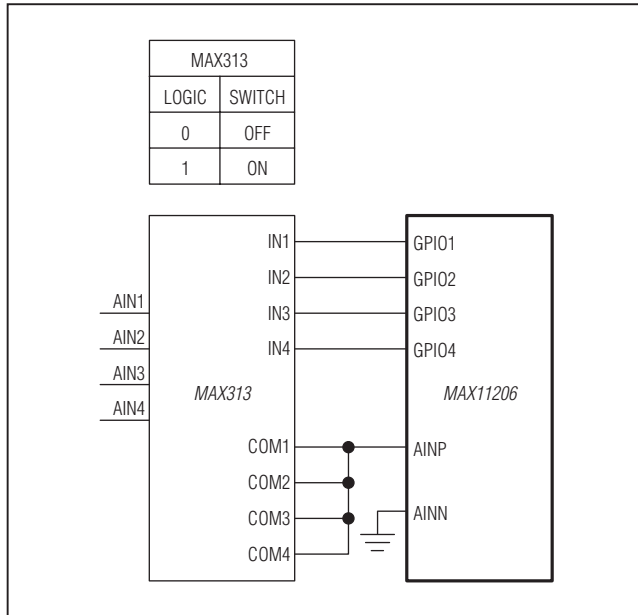 MAX313
LOGIC SWITCH
0 OFF
1 ON
IN1 GPIO1
IN2 GPIO2
AIN1 IN3 GPIO3
AIN2 IN4 GPIO4
AIN3
AIN4
MAX313 MAX11206
COM1 AINP
COM2
COM3 AINN
COM4